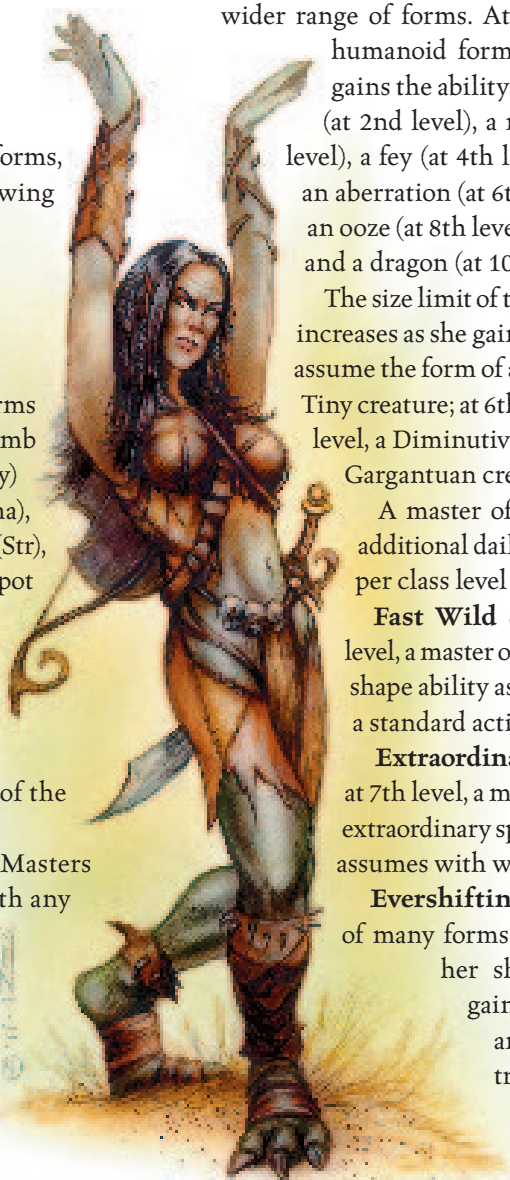 forms,
wing
rms
mb
y)
na),
(Str),
pot
of the
Masters
th any
wider range of forms. At
humanoid form
gains the ability
(at 2nd level), a
level), a fey (at 4th l
an aberration (at 6t
an ooze (at 8th leve
and a dragon (at 10
The size limit of t
increases as she gain
assume the form of a
Tiny creature; at 6th
level, a Diminutiv
Gargantuan cre
A master of
additional dail
per class level
Fast Wild
level, a master o
shape ability as
a standard acti
Extraordina
at 7th level, a m
extraordinary sp
assumes with w
Evershiftin
of many forms
her sh
gain
an
tr